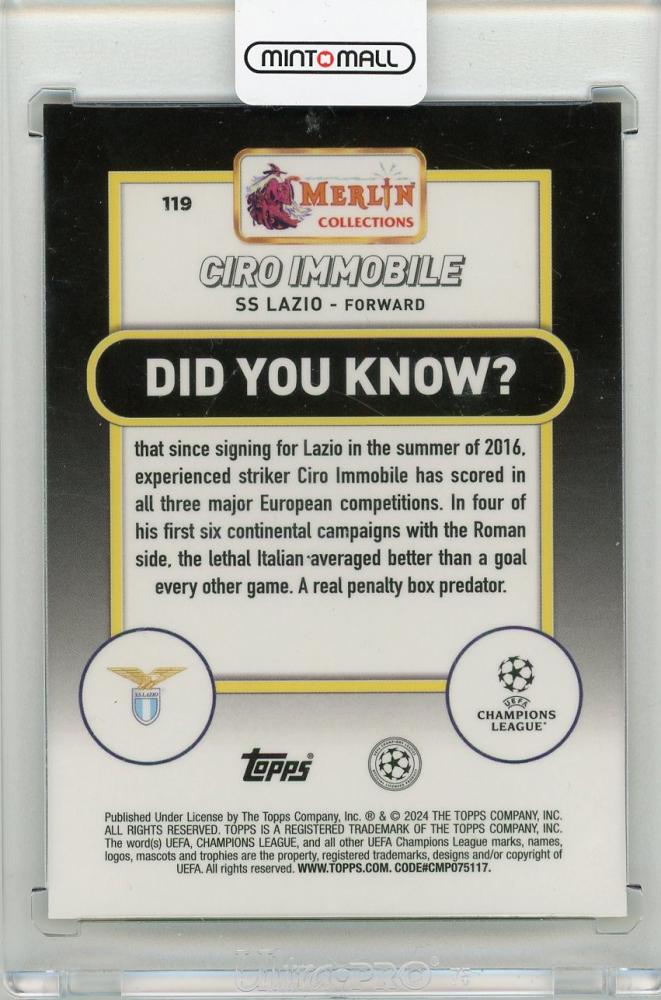 MINT MALL
119
MERLIN
COLLECTIONS
CIRO IMMOBILE
SS LAZIO - FORWARD
DID YOU KNOW?
that since signing for Lazio in the summer of 2016,
experienced striker Ciro Immobile has scored in
all three major European competitions. In four of
his first six continental campaigns with the Roman
side, the lethal Italian averaged better than a goal
every other game. A real penalty box predator.
S.S.LAZIO
UEFA
CHAMPIONS
LEAGUE
topps®
Published Under License by The Topps Company, Inc. ® & © 2024 THE TOPPS COMPANY, INC.
ALL RIGHTS RESERVED. TOPPS IS A REGISTERED TRADEMARK OF THE TOPPS COMPANY, INC.
The word(s) UEFA, CHAMPIONS LEAGUE, and all other UEFA Champions League marks, names,
logos, mascots and trophies are the property, registered trademarks, designs and/or copyright of
UEFA. All rights reserved. WWW.TOPPS.COM. CODE#CMP075117.
Ultra PRO